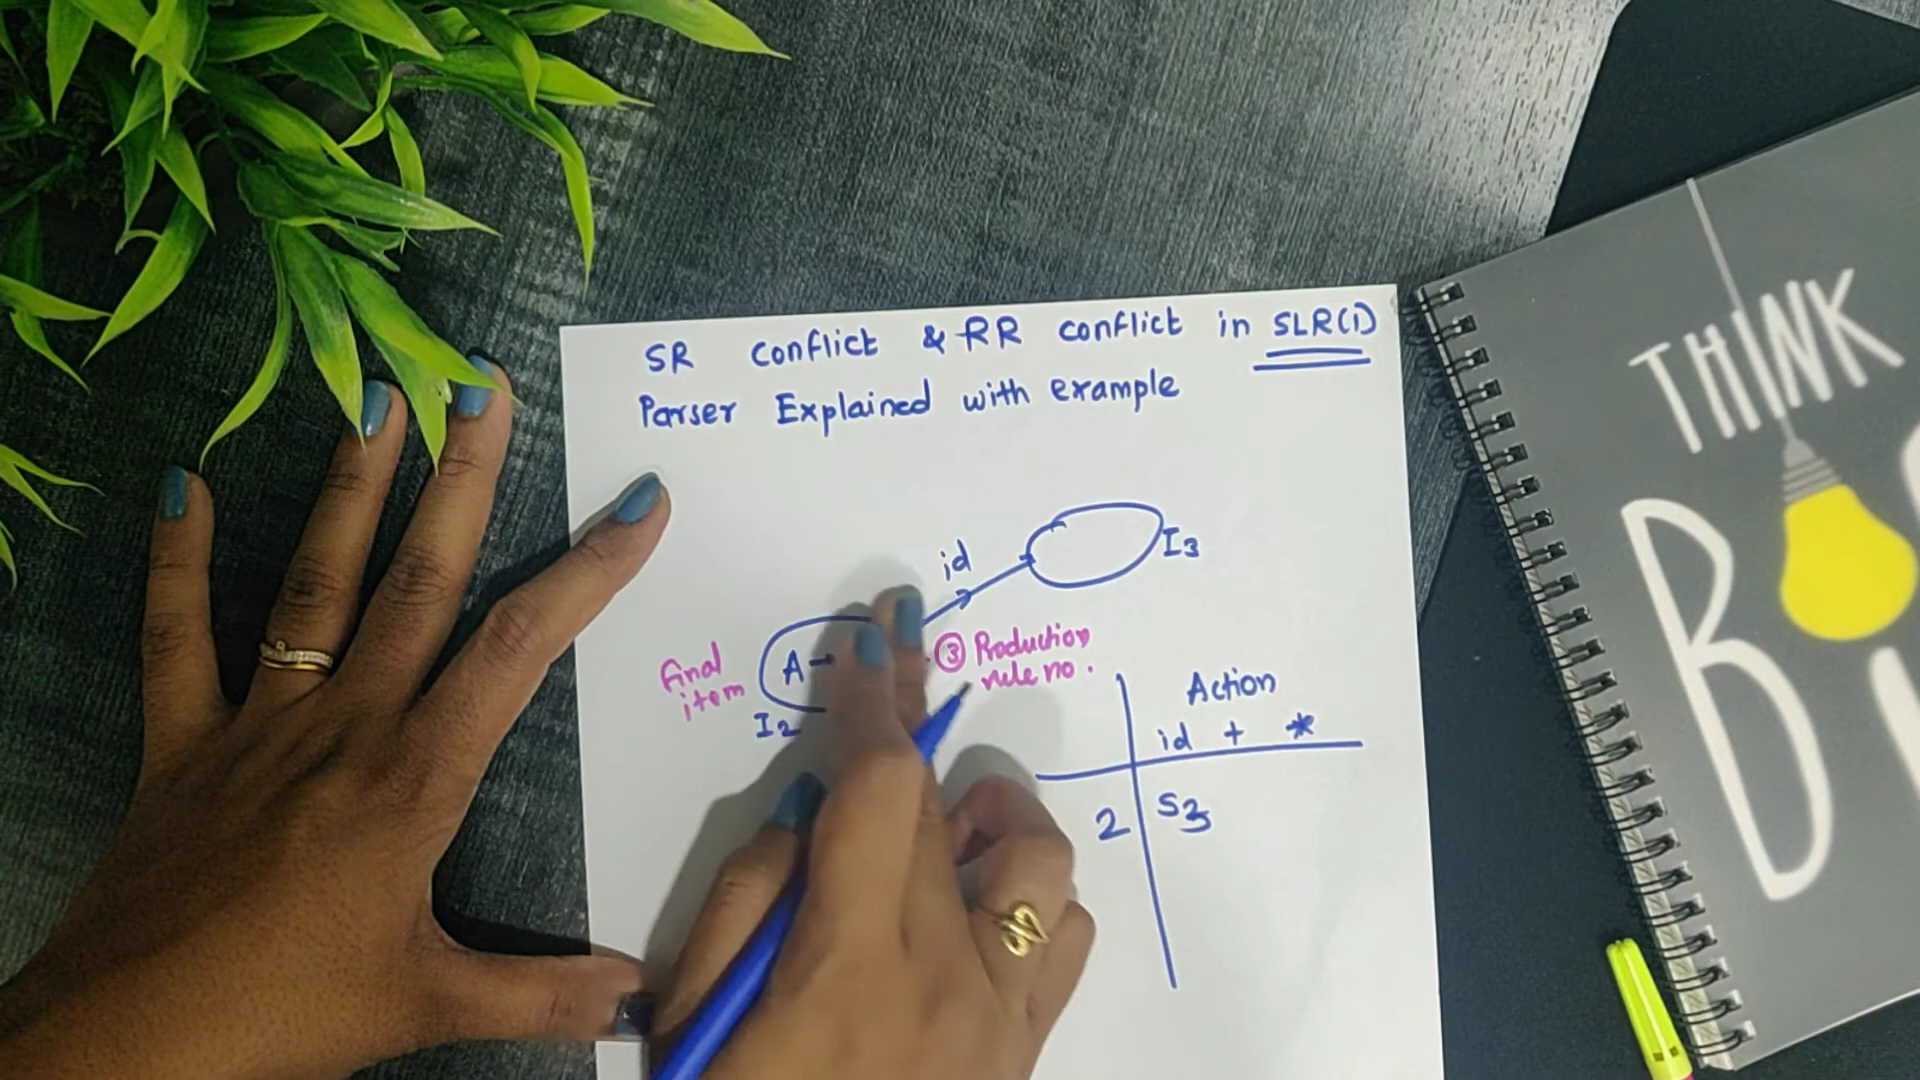 SR conflict & RR conflict in SLR(1)
Parser Explained with example
id
I3
final
item
A→
I2
③ Production
rule no.
Action
id + *
2 S3
THINK